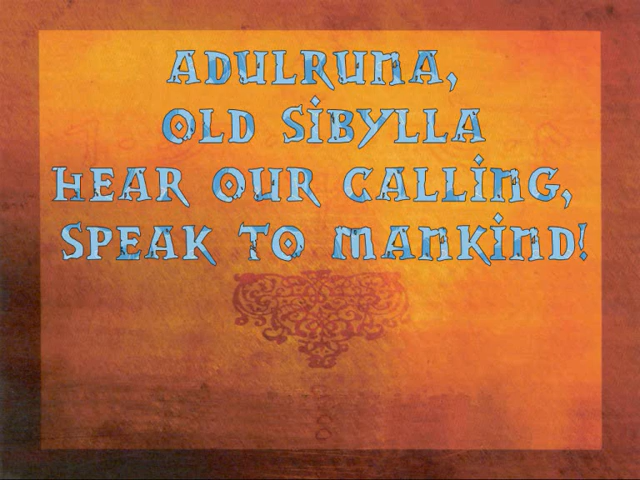 ADULRUNA,
OLD SIBYLLA
HEAR OUR CALLING,
SPEAK TO MANKIND!